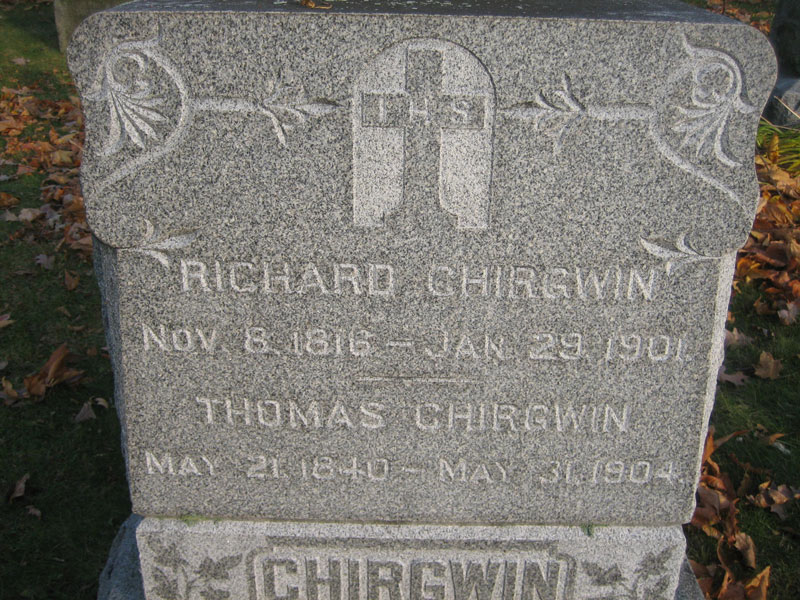 IHS
RICHARD CHIRGWIN
NOV. 8, 1816 – JAN. 29, 1901.
THOMAS CHIRGWIN
MAY 21, 1840 – MAY 31, 1904.
CHIRGWIN